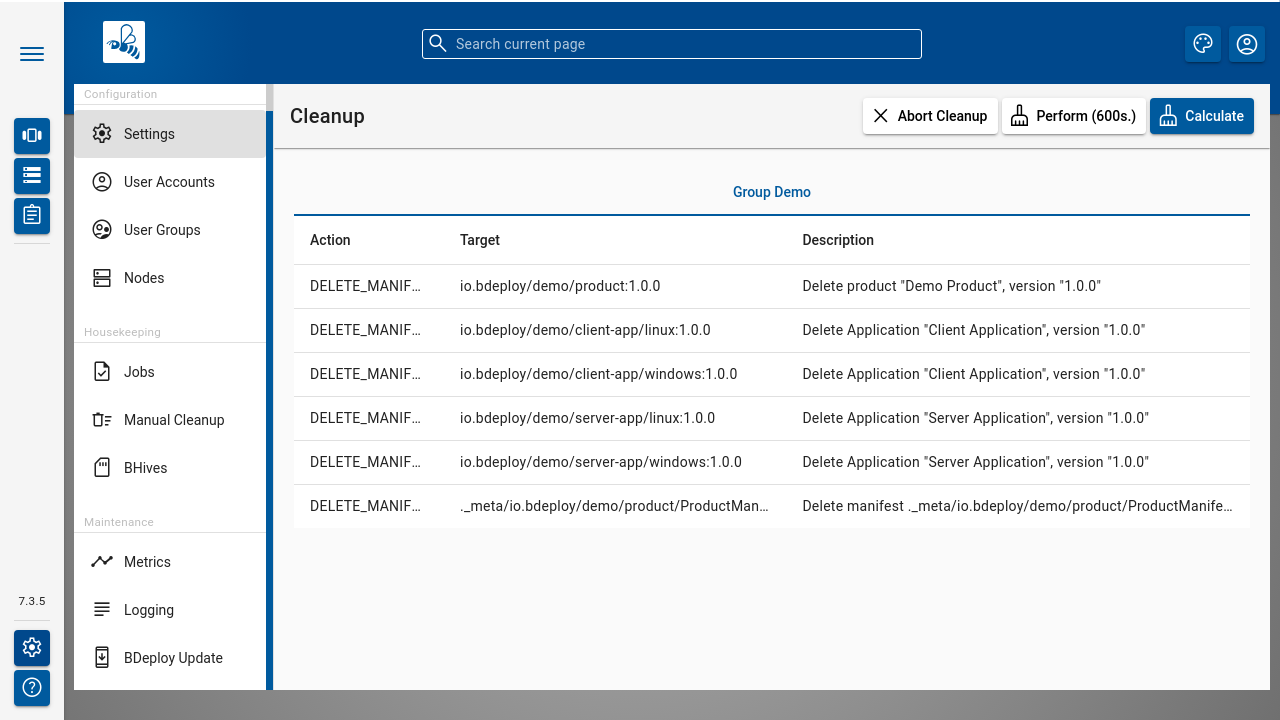 Search current page
Configuration
Settings
User Accounts
User Groups
Nodes
Housekeeping
Jobs
Manual Cleanup
BHives
Maintenance
Metrics
Logging
BDeploy Update
7.3.5
Cleanup
Abort Cleanup
Perform (600s.)
Calculate
Group Demo
Action Target Description
DELETE_MANIF… io.bdeploy/demo/product:1.0.0 Delete product "Demo Product", version "1.0.0"
DELETE_MANIF… io.bdeploy/demo/client-app/linux:1.0.0 Delete Application "Client Application", version "1.0.0"
DELETE_MANIF… io.bdeploy/demo/client-app/windows:1.0.0 Delete Application "Client Application", version "1.0.0"
DELETE_MANIF… io.bdeploy/demo/server-app/linux:1.0.0 Delete Application "Server Application", version "1.0.0"
DELETE_MANIF… io.bdeploy/demo/server-app/windows:1.0.0 Delete Application "Server Application", version "1.0.0"
DELETE_MANIF… ._meta/io.bdeploy/demo/product/ProductMan… Delete manifest ._meta/io.bdeploy/demo/product/ProductManife…